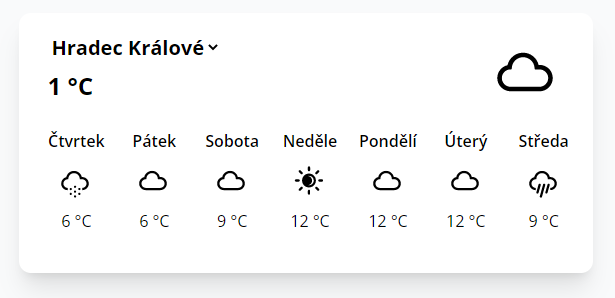 Hradec Králové
1 °C
Čtvrtek Pátek Sobota Neděle Pondělí Úterý Středa
6 °C 6 °C 9 °C 12 °C 12 °C 12 °C 9 °C